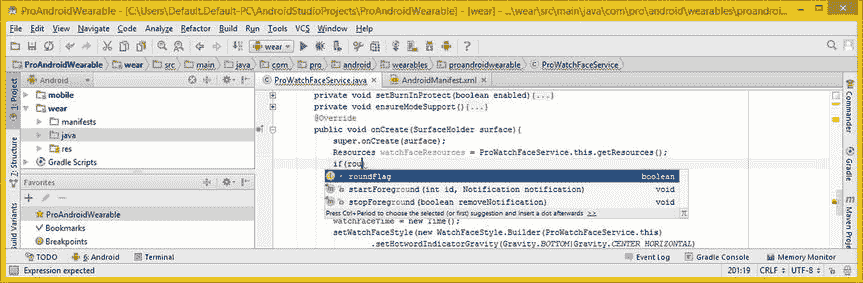 ProAndroidWearable - [C:\Users\Default.Default-PC\AndroidStudioProjects\ProAndroidWearable] - [wear] - ...\wear\src\main\java\com\pro\android\wearables\proandroi...
File Edit View Navigate Code Analyze Refactor Build Run Tools VCS Window Help
wear
ProAndroidWearable wear src main java com pro android wearables proandroidwearable ProWatchFaceService
Android
ProWatchFaceService.java AndroidManifest.xml
mobile
wear
manifests
java
res
Gradle Scripts
Favorites
ProAndroidWearable
Bookmarks
Breakpoints
1: Project
7: Structure
Build Variants
private void setBurnInProtect(boolean enabled){...}
private void ensureModeSupport(){...}
@Override
public void onCreate(SurfaceHolder surface){
super.onCreate(surface);
Resources watchFaceResources = ProWatchFaceService.this.getResources();
if(rou
roundFlag boolean
startForeground(int id, Notification notification) void
stopForeground(boolean removeNotification) void
Press Ctrl+Period to choose the selected (or first) suggestion and insert a dot afterwards >>
watchFaceTime = new Time();
setWatchFaceStyle(new WatchFaceStyle.Builder(ProWatchFaceService.this)
.setHotwordIndicatorGravity(Gravity.BOTTOM|Gravity.CENTER_HORIZONTAL)
Commander
Gradle
Maven Proje
TODO 6: Android Terminal Event Log Gradle Console Memory Monitor
Expression expected 201:19 CRLF UTF-8